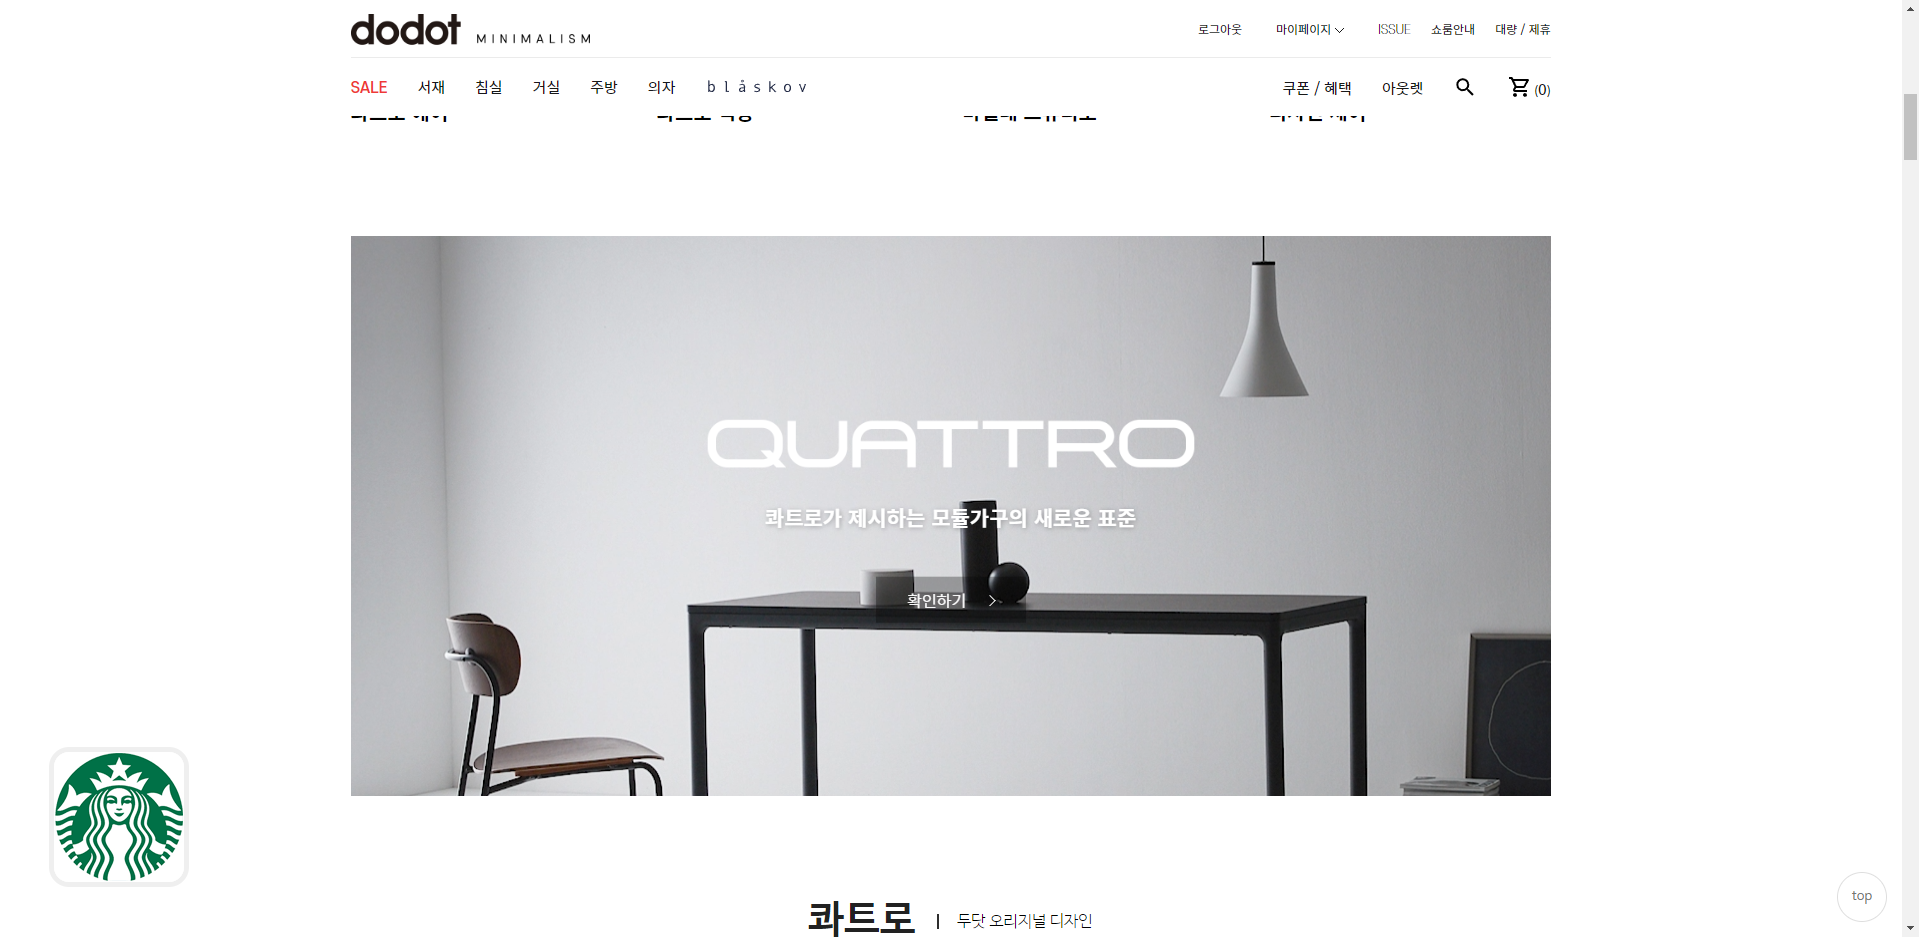 dodot MINIMALISM
로그아웃 마이페이지 ISSUE 쇼룸안내 대량 / 제휴
SALE 서재 침실 거실 주방 의자 blåskov
쿠폰 / 혜택 아웃렛 (0)
QUATTRO
콰트로가 제시하는 모듈가구의 새로운 표준
확인하기
top
콰트로 두닷 오리지널 디자인